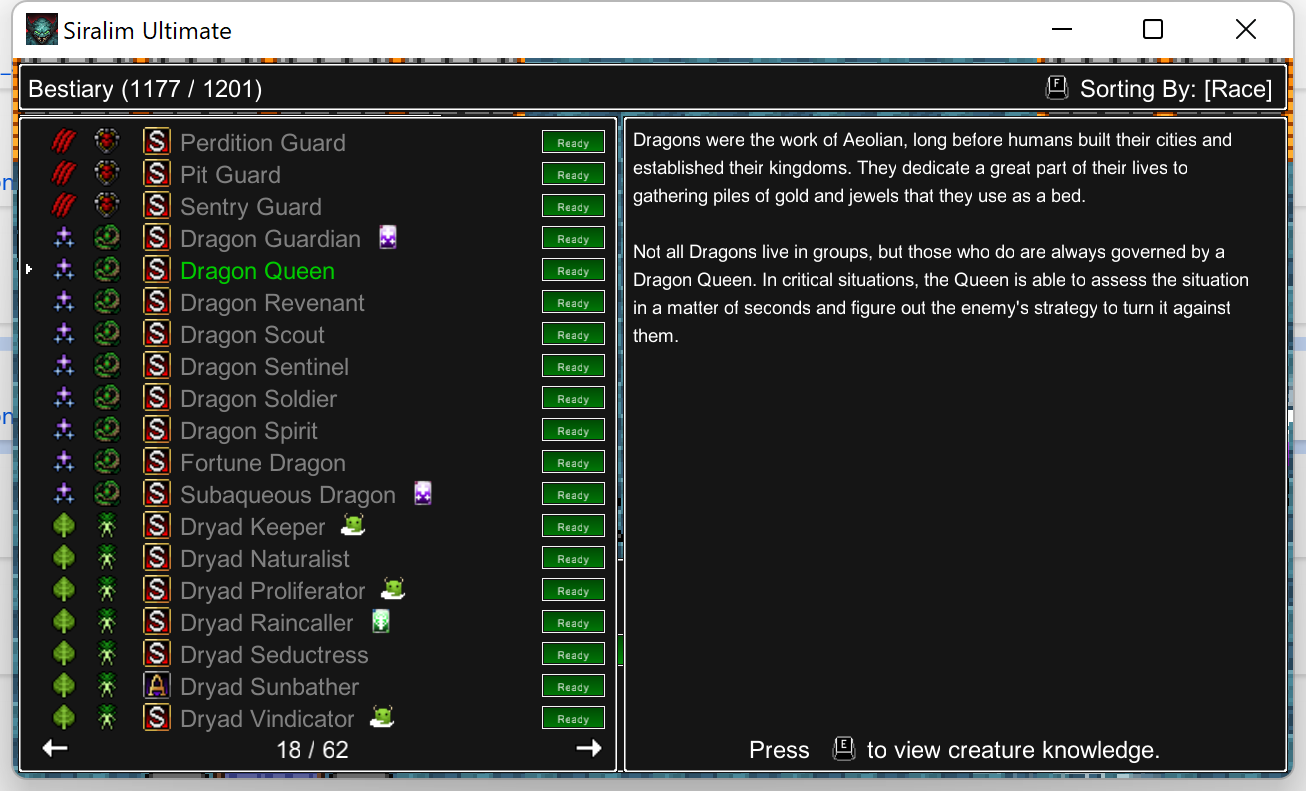 Siralim Ultimate
Bestiary (1177 / 1201)
F Sorting By: [Race]
S Perdition Guard Ready
S Pit Guard Ready
S Sentry Guard Ready
S Dragon Guardian Ready
S Dragon Queen Ready
S Dragon Revenant Ready
S Dragon Scout Ready
S Dragon Sentinel Ready
S Dragon Soldier Ready
S Dragon Spirit Ready
S Fortune Dragon Ready
S Subaqueous Dragon Ready
S Dryad Keeper Ready
S Dryad Naturalist Ready
S Dryad Proliferator Ready
S Dryad Raincaller Ready
S Dryad Seductress Ready
A Dryad Sunbather Ready
S Dryad Vindicator Ready
18 / 62
Dragons were the work of Aeolian, long before humans built their cities and
established their kingdoms. They dedicate a great part of their lives to
gathering piles of gold and jewels that they use as a bed.
Not all Dragons live in groups, but those who do are always governed by a
Dragon Queen. In critical situations, the Queen is able to assess the situation
in a matter of seconds and figure out the enemy's strategy to turn it against
them.
Press E to view creature knowledge.